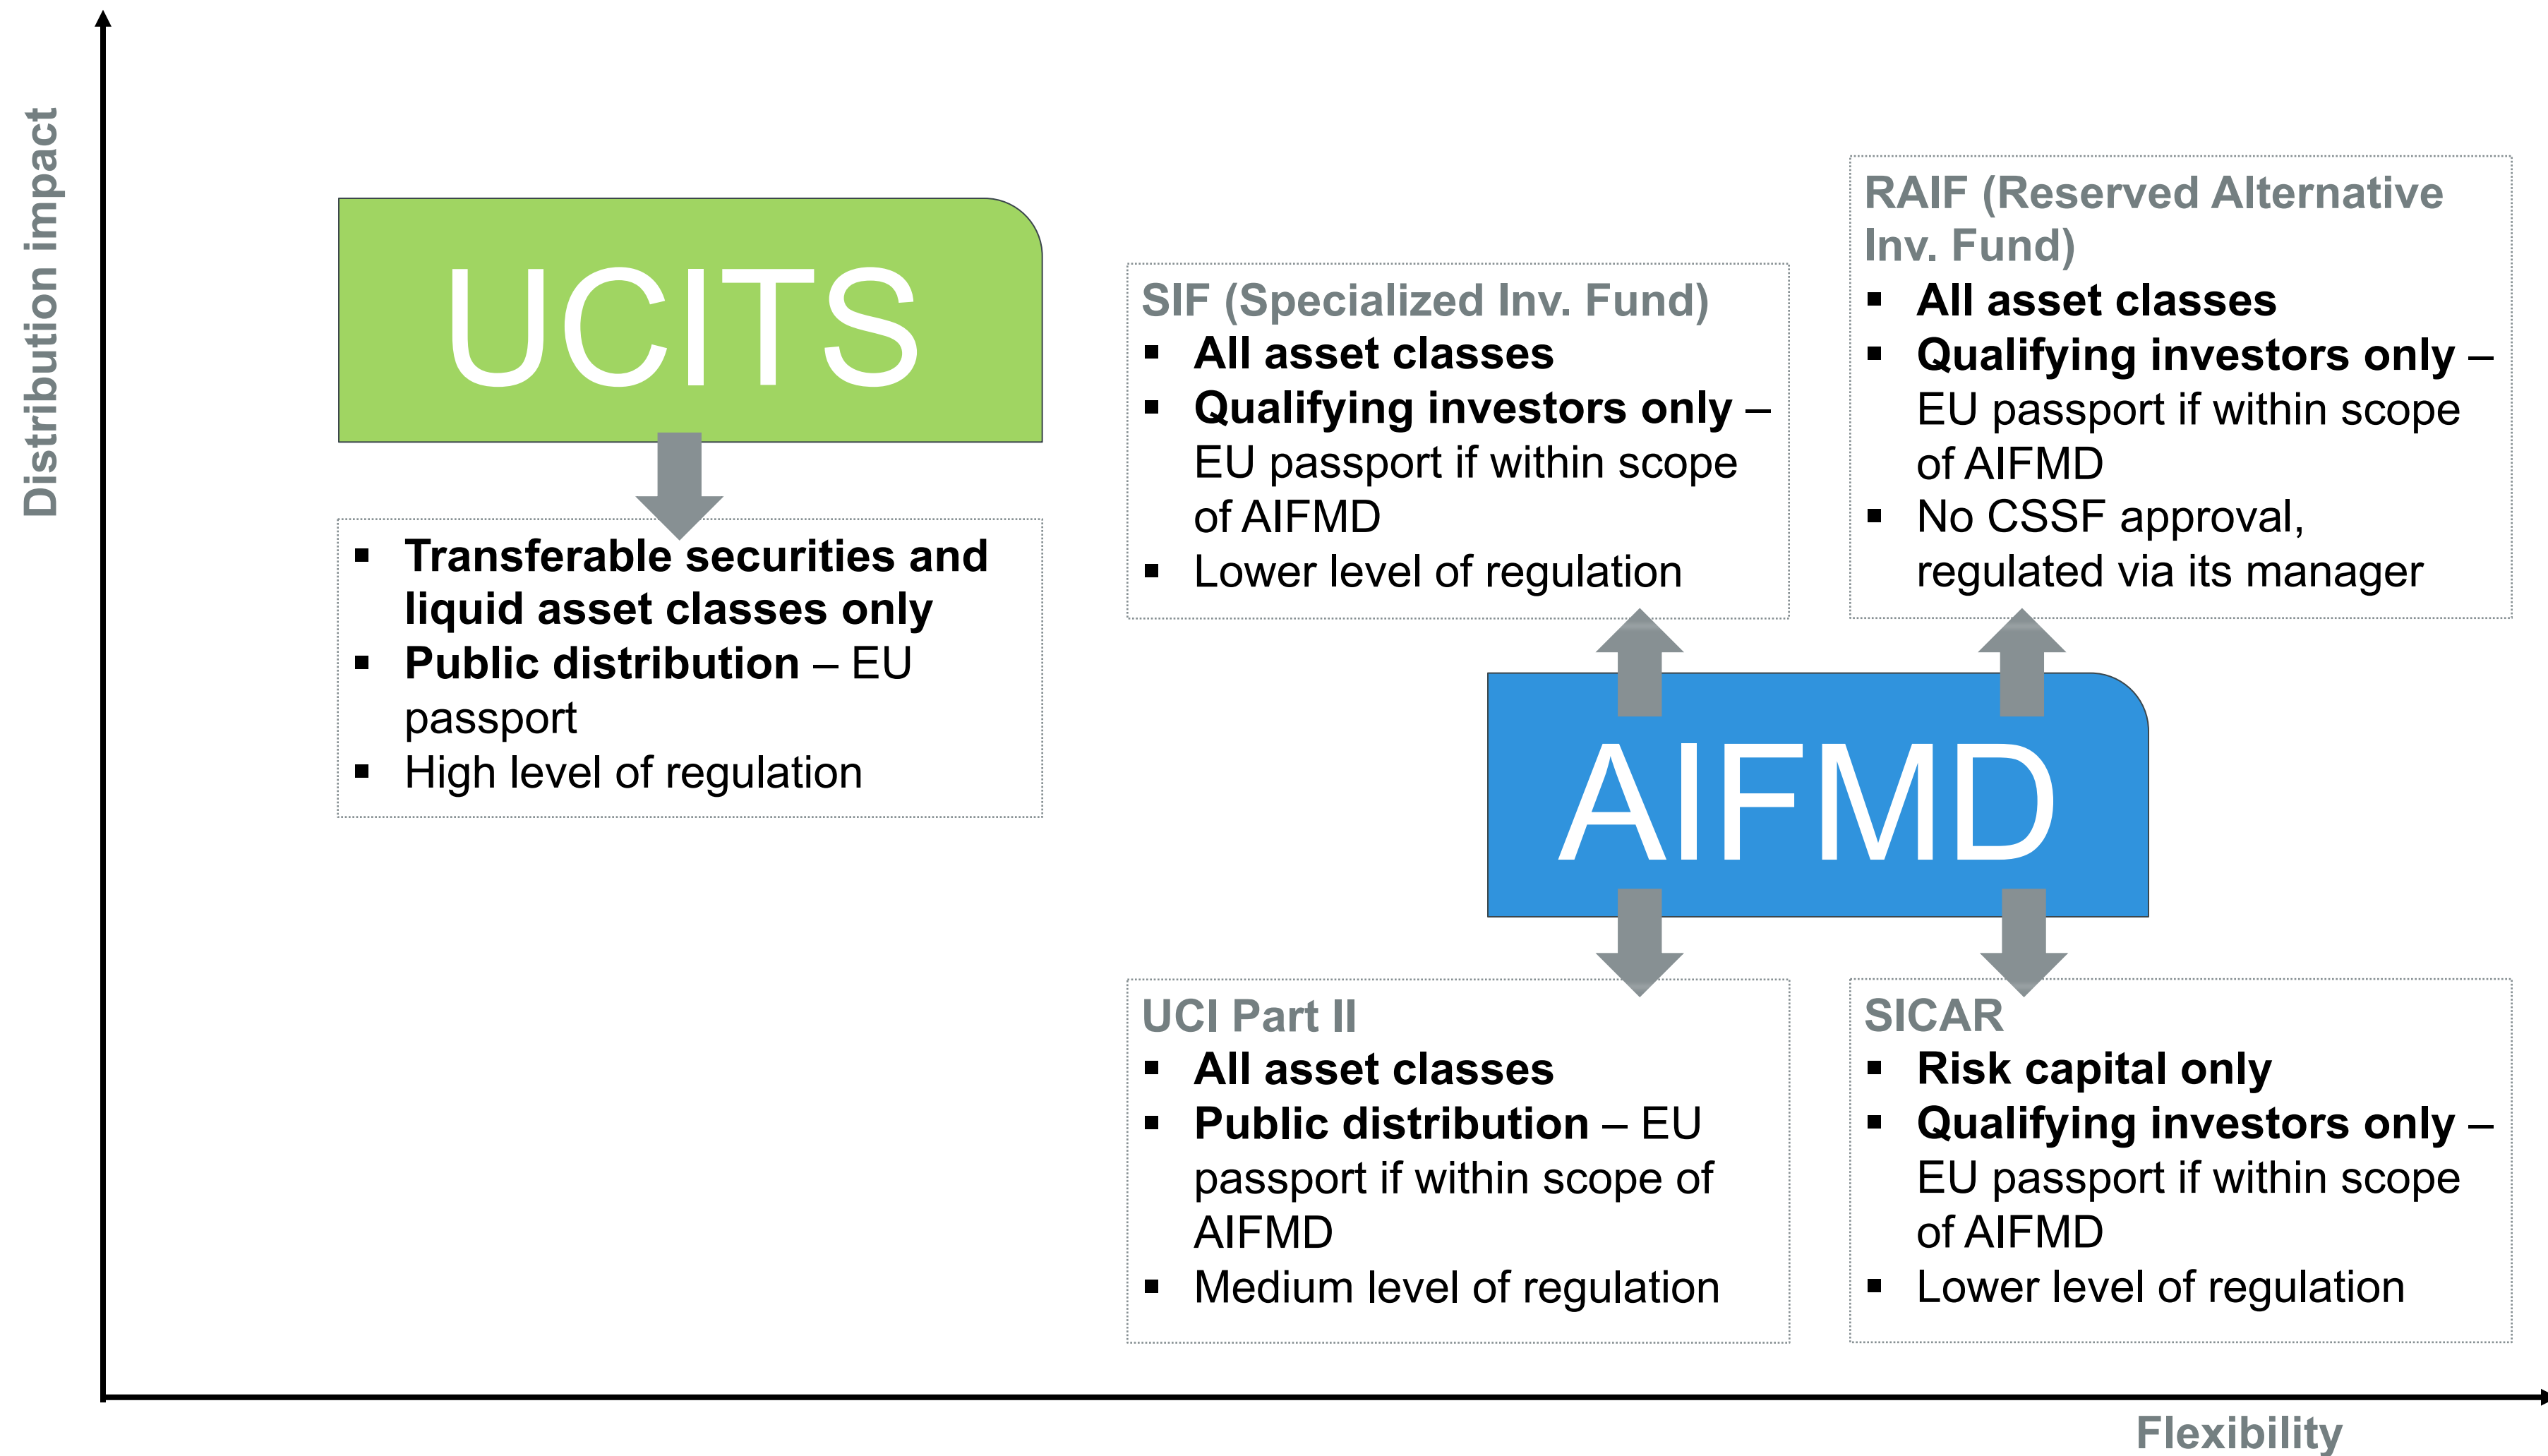 Distribution impact
UCITS
▪ Transferable securities and
liquid asset classes only
▪ Public distribution – EU
passport
▪ High level of regulation
SIF (Specialized Inv. Fund)
▪ All asset classes
▪ Qualifying investors only –
EU passport if within scope
of AIFMD
▪ Lower level of regulation
RAIF (Reserved Alternative
Inv. Fund)
▪ All asset classes
▪ Qualifying investors only –
EU passport if within scope
of AIFMD
▪ No CSSF approval,
regulated via its manager
AIFMD
UCI Part II
▪ All asset classes
▪ Public distribution – EU
passport if within scope of
AIFMD
▪ Medium level of regulation
SICAR
▪ Risk capital only
▪ Qualifying investors only –
EU passport if within scope
of AIFMD
▪ Lower level of regulation
Flexibility